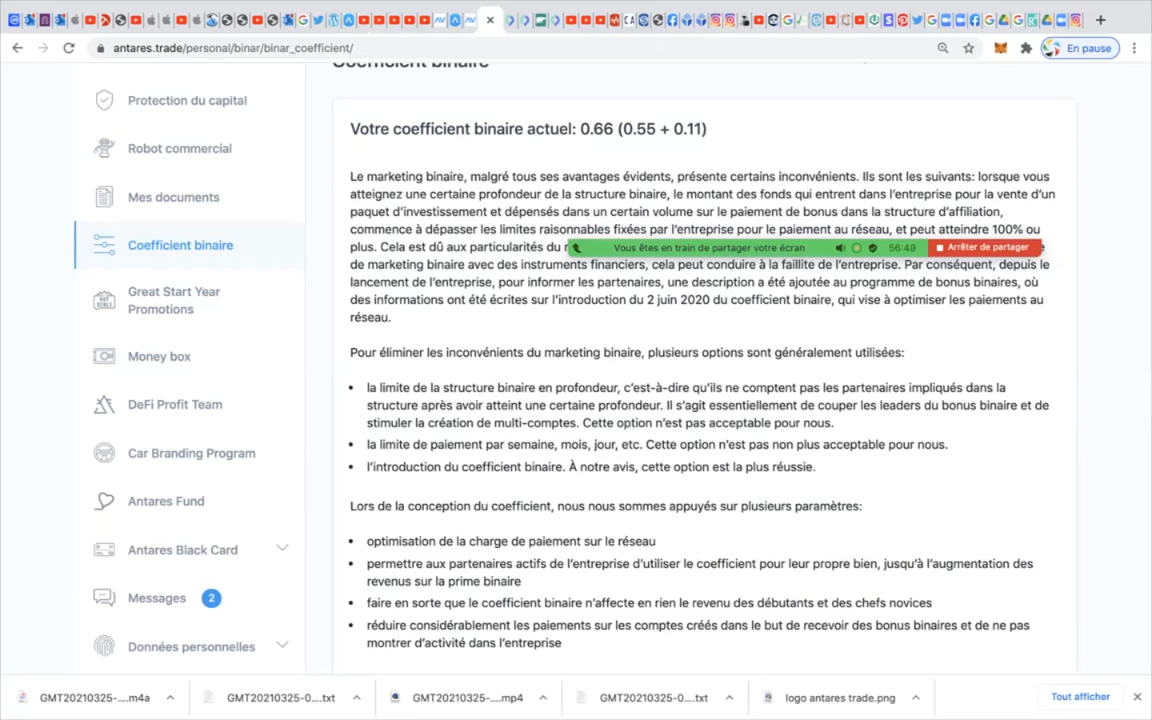 antares.trade/personal/binar/binar_coefficient/
En pause
Coefficient binaire
Protection du capital
Robot commercial
Mes documents
Coefficient binaire
Great Start Year
Promotions
Money box
DeFi Profit Team
Car Branding Program
Antares Fund
Antares Black Card
Messages 2
Données personnelles
Votre coefficient binaire actuel: 0.66 (0.55 + 0.11)
Le marketing binaire, malgré tous ses avantages évidents, présente certains inconvénients. Ils sont les suivants: lorsque vous
atteignez une certaine profondeur de la structure binaire, le montant des fonds qui entrent dans l'entreprise pour la vente d'un
paquet d'investissement et dépensés dans un certain volume sur le paiement de bonus dans la structure d'affiliation,
commence à dépasser les limites raisonnables fixées par l'entreprise pour le paiement au réseau, et peut atteindre 100% ou
plus. Cela est dû aux particularités du
Vous êtes en train de partager votre écran 56:49 Arrêter de partager
de marketing binaire avec des instruments financiers, cela peut conduire à la faillite de l'entreprise. Par conséquent, depuis le
lancement de l'entreprise, pour informer les partenaires, une description a été ajoutée au programme de bonus binaires, où
des informations ont été écrites sur l'introduction du 2 juin 2020 du coefficient binaire, qui vise à optimiser les paiements au
réseau.
Pour éliminer les inconvénients du marketing binaire, plusieurs options sont généralement utilisées:
• la limite de la structure binaire en profondeur, c'est-à-dire qu'ils ne comptent pas les partenaires impliqués dans la
structure après avoir atteint une certaine profondeur. Il s'agit essentiellement de couper les leaders du bonus binaire et de
stimuler la création de multi-comptes. Cette option n'est pas acceptable pour nous.
• la limite de paiement par semaine, mois, jour, etc. Cette option n'est pas non plus acceptable pour nous.
• l'introduction du coefficient binaire. À notre avis, cette option est la plus réussie.
Lors de la conception du coefficient, nous nous sommes appuyés sur plusieurs paramètres:
• optimisation de la charge de paiement sur le réseau
• permettre aux partenaires actifs de l'entreprise d'utiliser le coefficient pour leur propre bien, jusqu'à l'augmentation des
revenus sur la prime binaire
• faire en sorte que le coefficient binaire n'affecte en rien le revenu des débutants et des chefs novices
• réduire considérablement les paiements sur les comptes créés dans le but de recevoir des bonus binaires et de ne pas
montrer d'activité dans l'entreprise
GMT20210325-....m4a
GMT20210325-0....txt
GMT20210325-....mp4
GMT20210325-0....txt
logo antares trade.png
Tout afficher